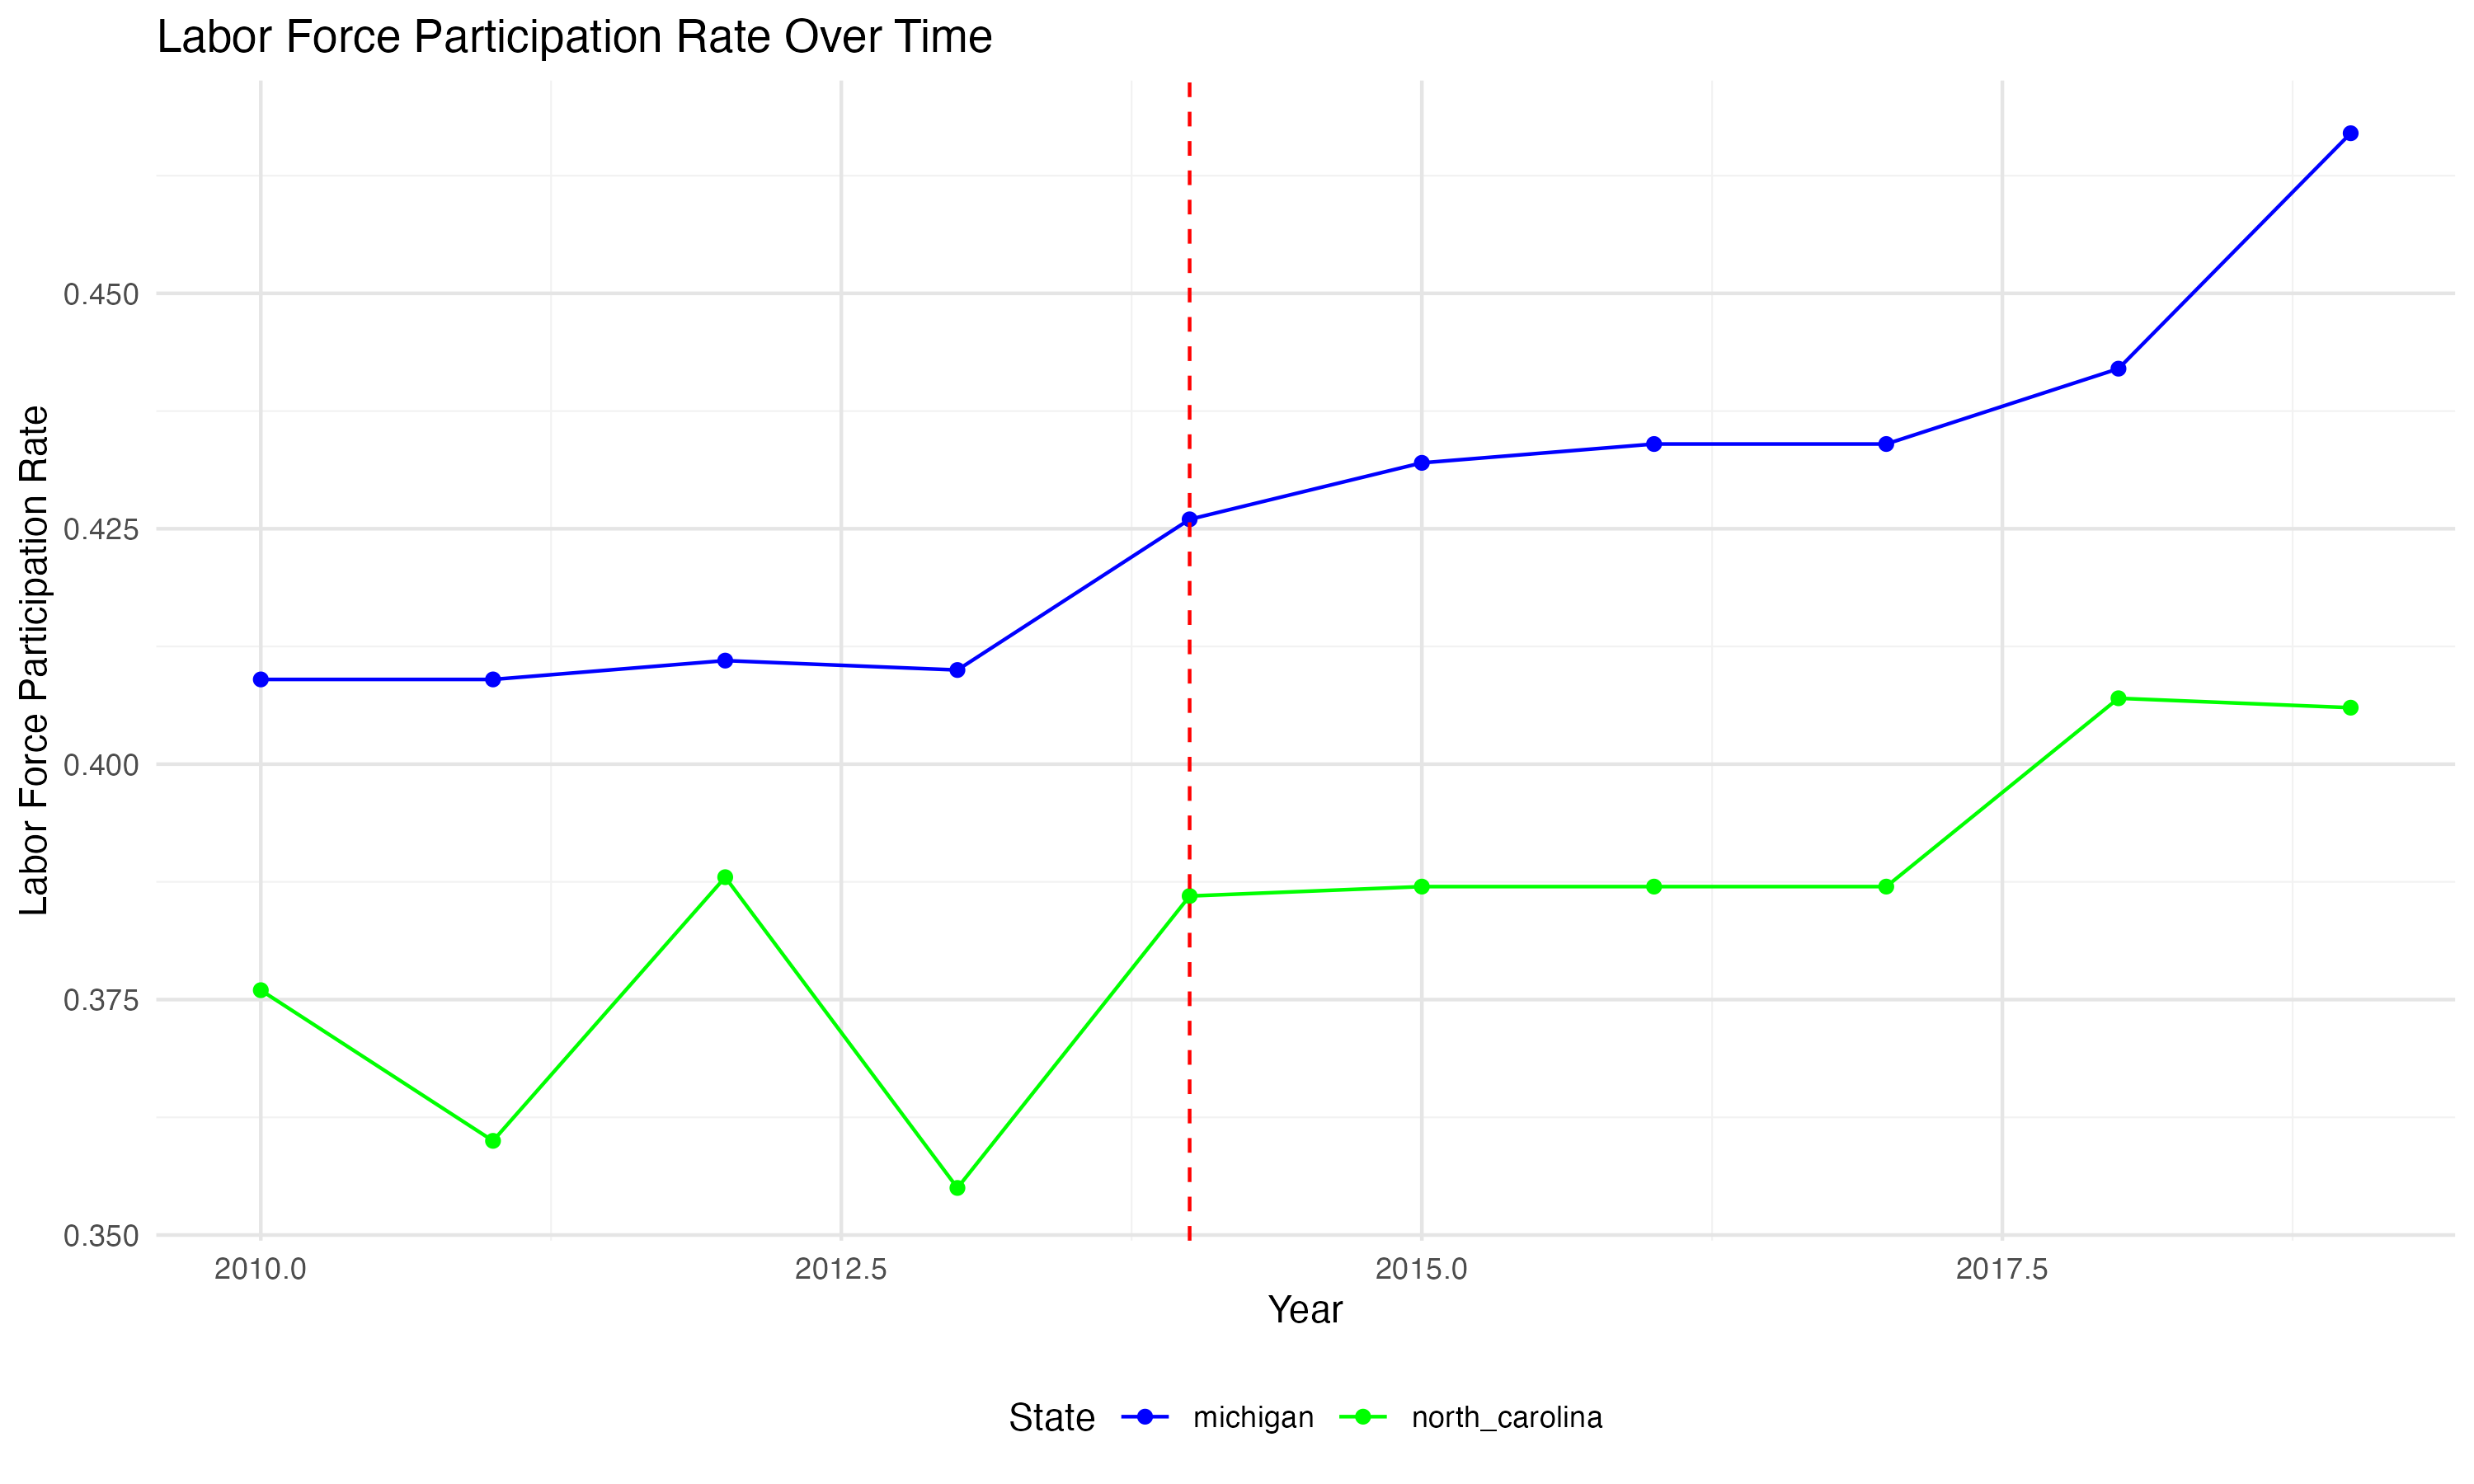 Labor Force Participation Rate Over Time
Labor Force Participation Rate
0.450
0.425
0.400
0.375
0.350
2010.0 2012.5 2015.0 2017.5
Year
State michigan north_carolina